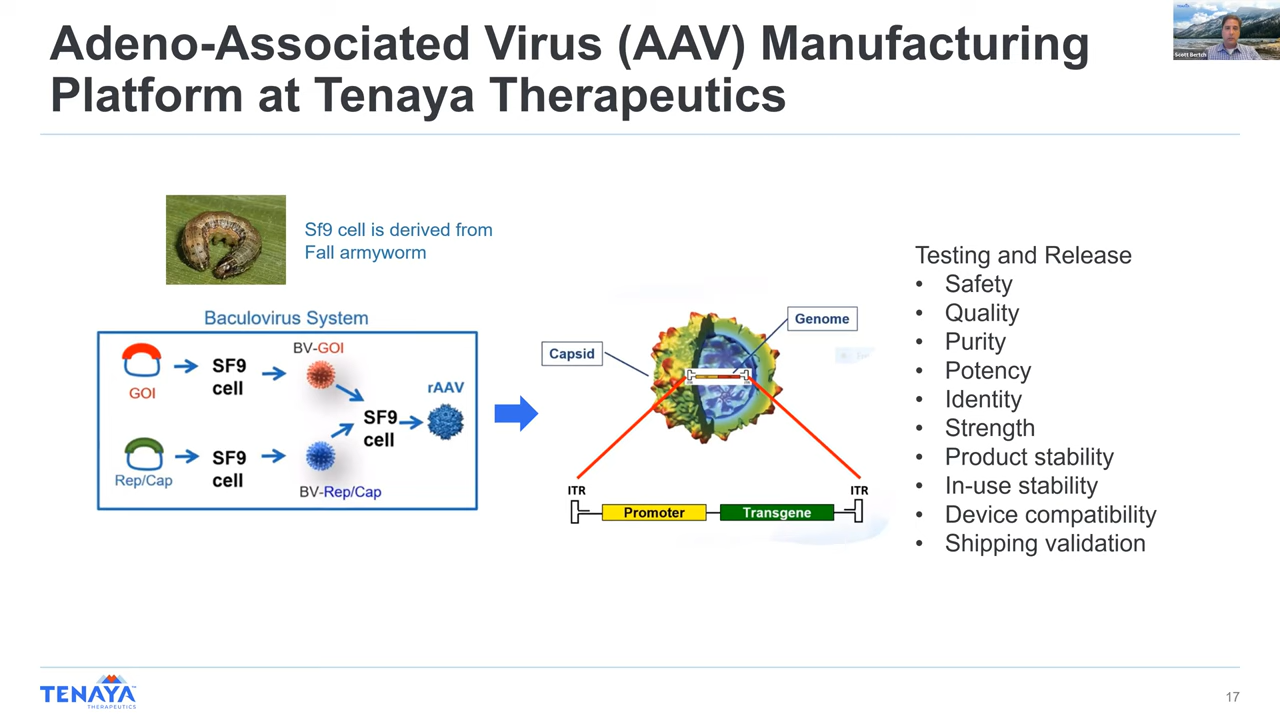 Adeno-Associated Virus (AAV) Manufacturing
Platform at Tenaya Therapeutics
Scott Bertch
Sf9 cell is derived from
Fall armyworm
Baculovirus System
GOI
SF9
cell
BV-GOI
Rep/Cap
SF9
cell
BV-Rep/Cap
SF9
cell
rAAV
Capsid
Genome
ITR
Promoter
Transgene
ITR
Testing and Release
• Safety
• Quality
• Purity
• Potency
• Identity
• Strength
• Product stability
• In-use stability
• Device compatibility
• Shipping validation
TENAYA
THERAPEUTICS
17